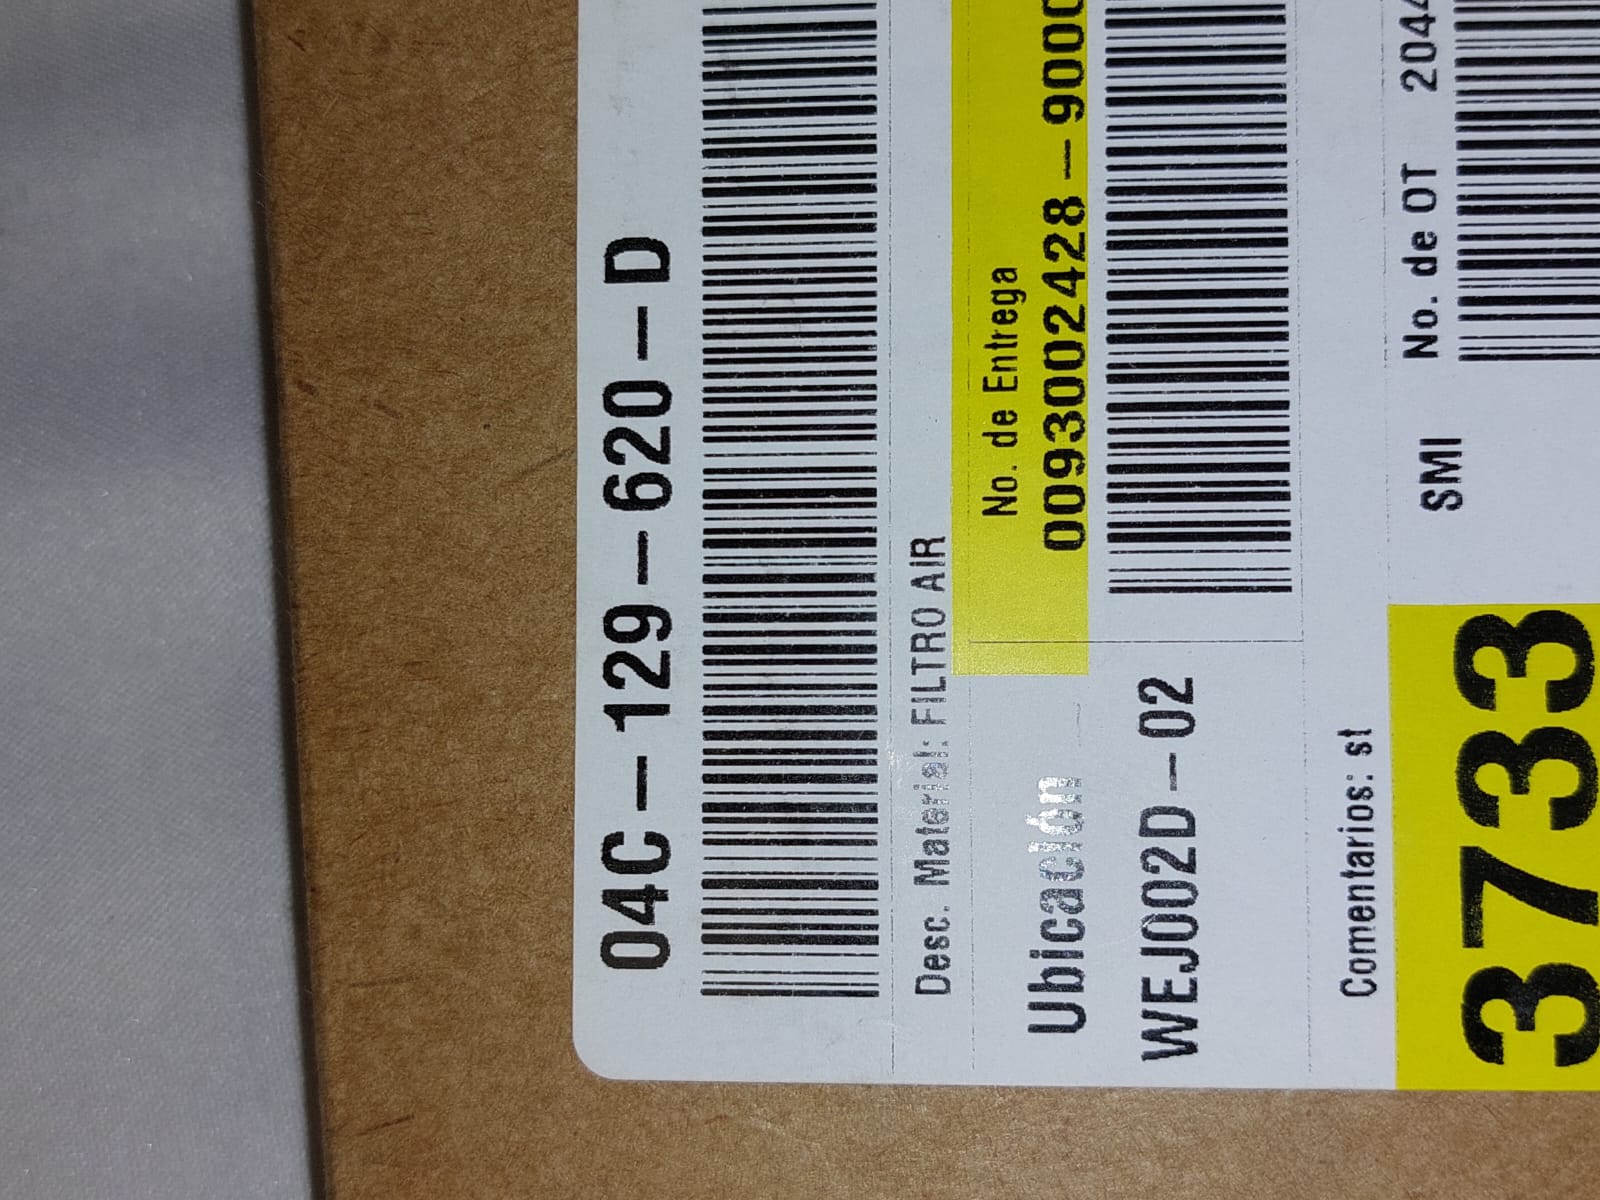 04C-129-620-D
Desc. Material: FILTRO AIR
No. de Entrega
0093002428-9000
Ubicación
WEJ002D-02
No. de OT 2044
SMI
Comentarios: st
3733